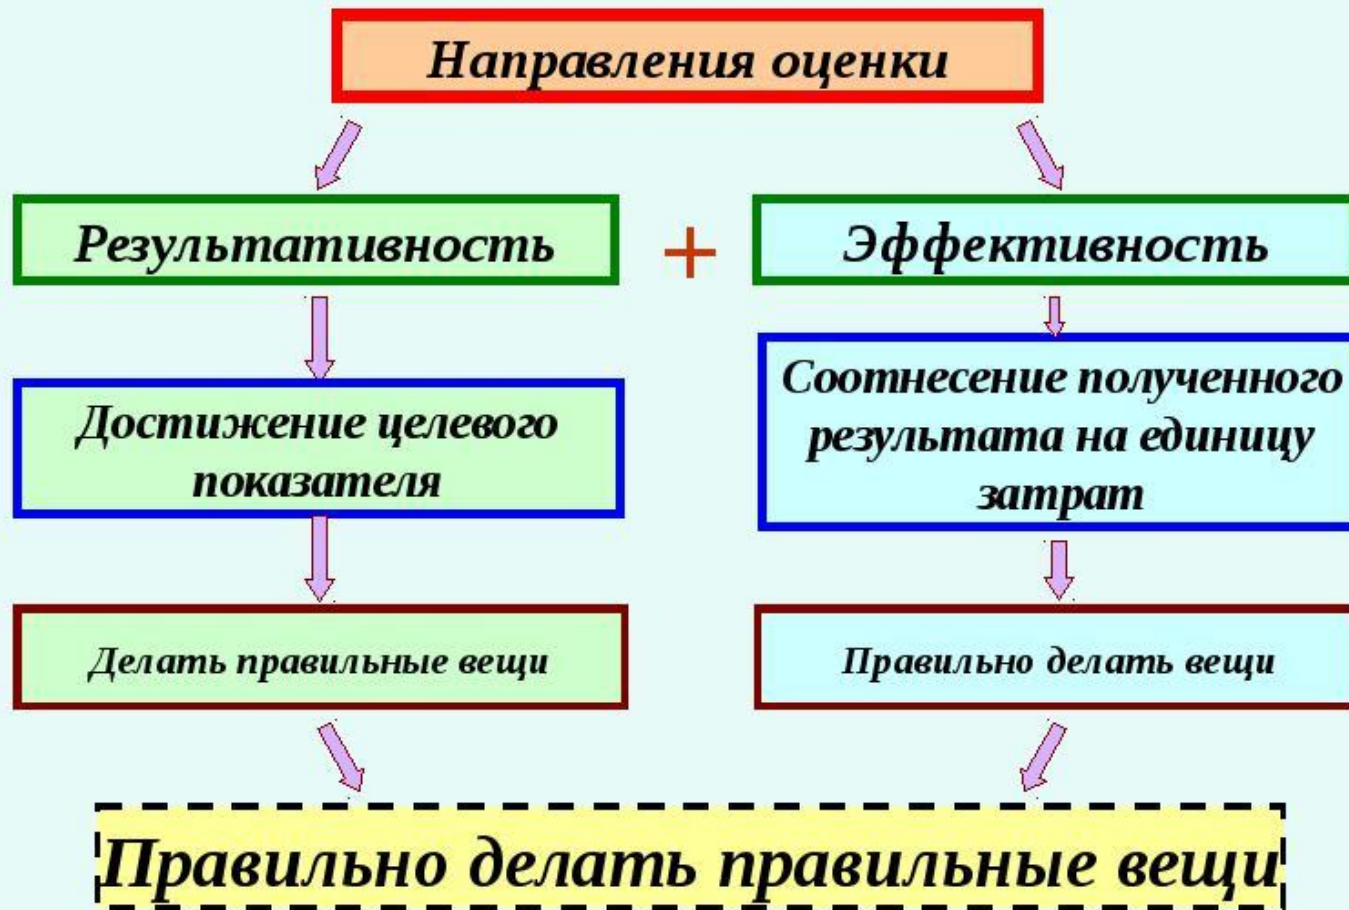 Направления оценки
Результативность + Эффективность
Достижение целевого
показателя
Соотнесение полученного
результата на единицу
затрат
Делать правильные вещи
Правильно делать вещи
Правильно делать правильные вещи